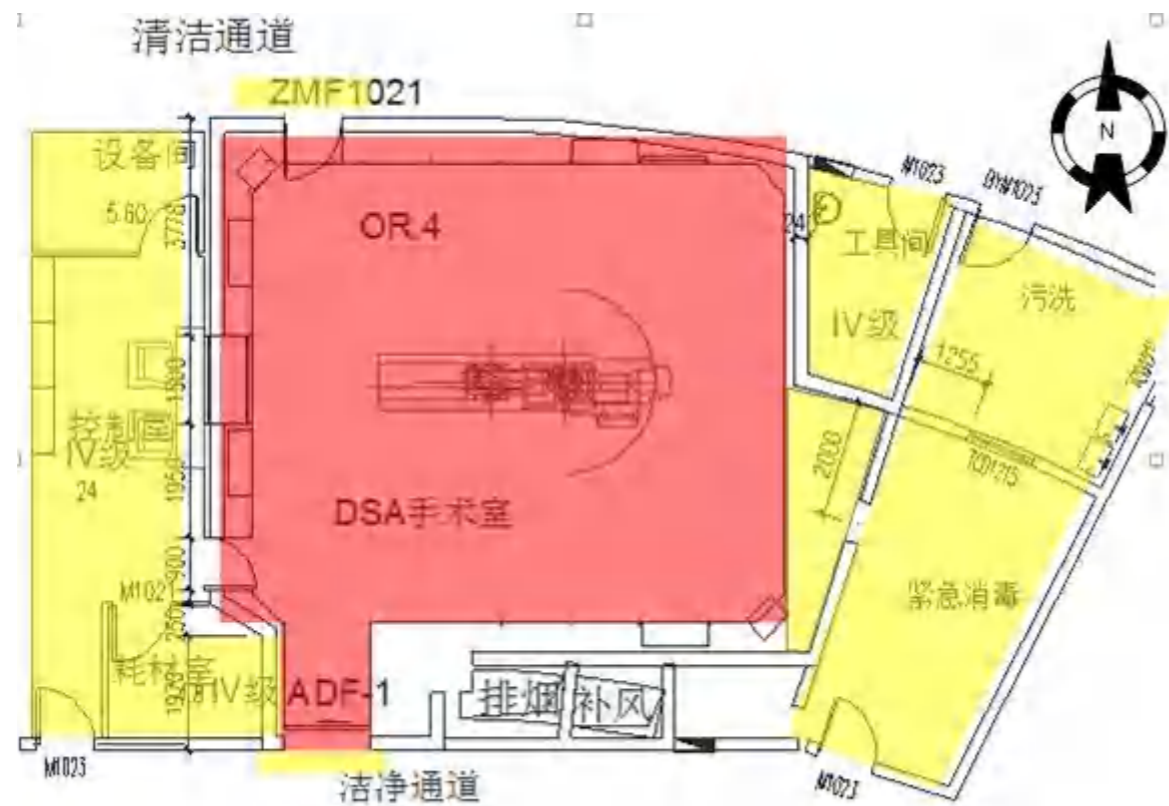 清洁通道
ZMF1021
N
设备间
5.60
3778
OR.4
24
工具间
IV级
M1023
BYM1023
污洗
1255
1500
控制室
IV级
24
1950
2000
TCD1215
DSA手术室
900
M1021
250
紧急消毒
耗材室
IV级
1920
ADF-1
排烟
补风
M1023
洁净通道
M1023